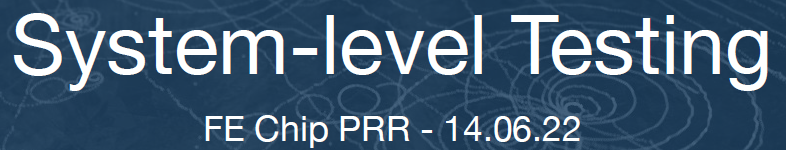 System-level Testing
FE Chip PRR - 14.06.22